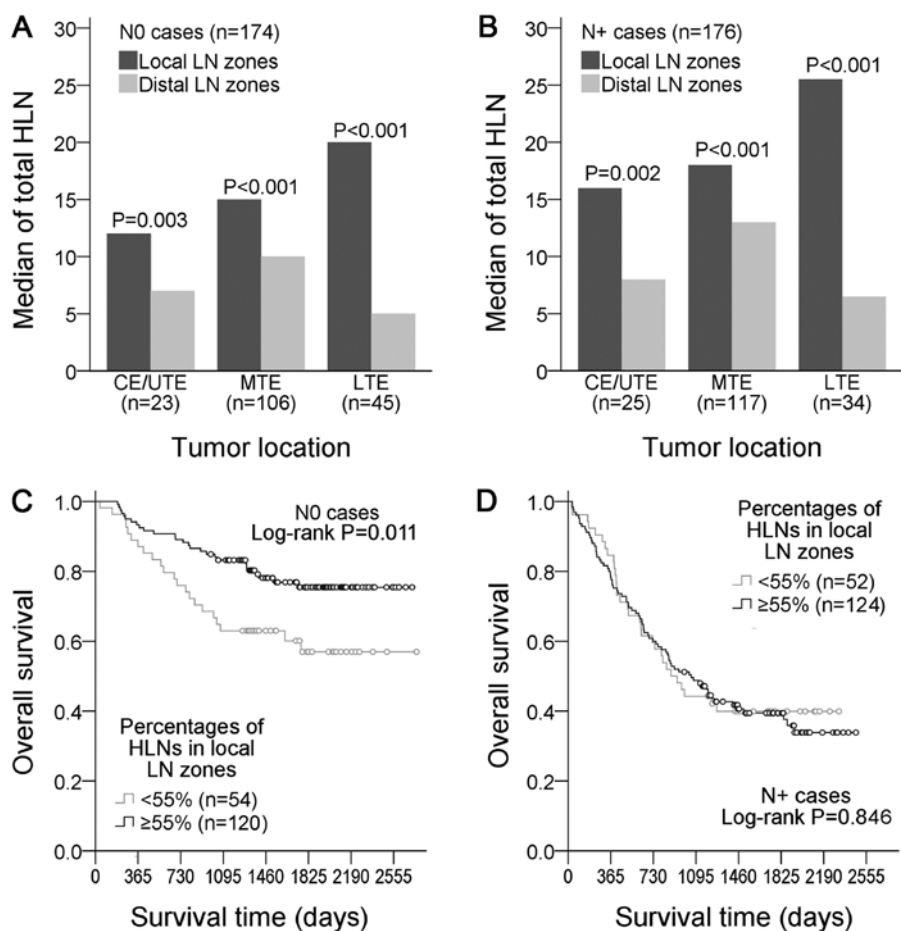 A
N0 cases (n=174)
Local LN zones
Distal LN zones
Median of total HLN
30
25
20
15
10
5
0
P=0.003
P<0.001
P<0.001
CE/UTE
(n=23)
MTE
(n=106)
LTE
(n=45)
Tumor location
B
N+ cases (n=176)
Local LN zones
Distal LN zones
Median of total HLN
30
25
20
15
10
5
0
P=0.002
P<0.001
P<0.001
CE/UTE
(n=25)
MTE
(n=117)
LTE
(n=34)
Tumor location
C
N0 cases
Log-rank P=0.011
Overall survival
1.0
0.8
0.6
0.4
0.2
0.0
Percentages of
HLNs in local
LN zones
<55% (n=54)
≥55% (n=120)
0 365 730 1095 1460 1825 2190 2555
Survival time (days)
D
Percentages of
HLNs in local
LN zones
<55% (n=52)
≥55% (n=124)
Overall survival
1.0
0.8
0.6
0.4
0.2
0.0
N+ cases
Log-rank P=0.846
0 365 730 1095 1460 1825 2190 2555
Survival time (days)